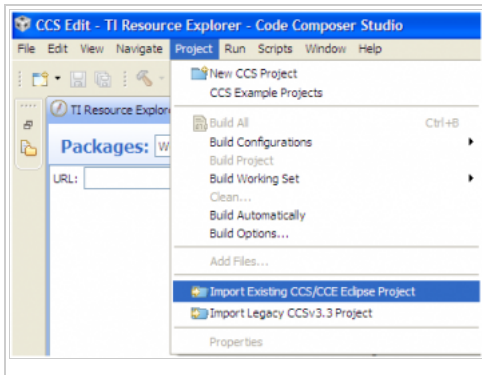 CCS Edit - TI Resource Explorer - Code Composer Studio
File Edit View Navigate Project Run Scripts Window Help
New CCS Project
CCS Example Projects
TI Resource Explor
Build All Ctrl+B
Packages: W
Build Configurations
Build Project
URL:
Build Working Set
Clean...
Build Automatically
Build Options...
Add Files...
Import Existing CCS/CCE Eclipse Project
Import Legacy CCSv3.3 Project
Properties